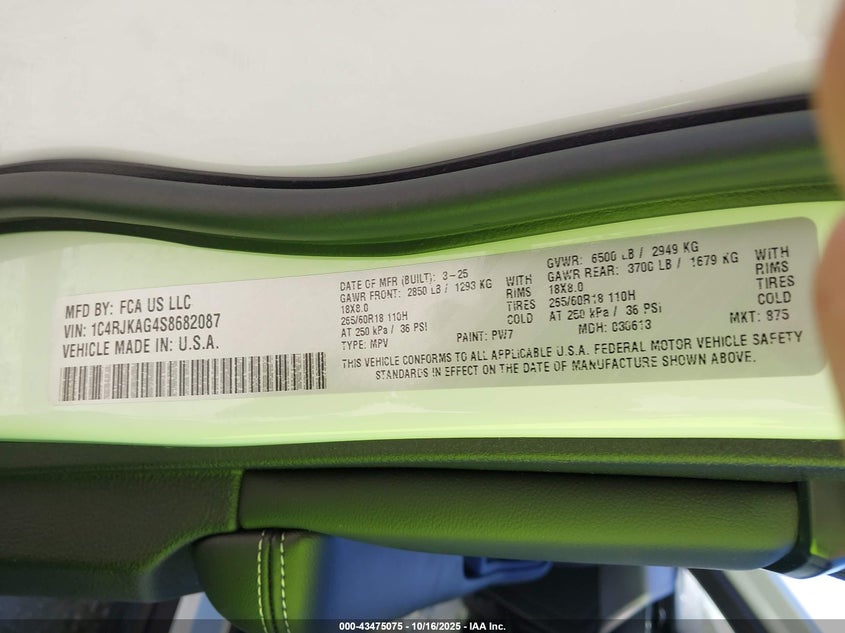 MFD BY: FCA US LLC
VIN: 1C4RJKAG4S8682087
VEHICLE MADE IN: U.S.A.
DATE OF MFR (BUILT): 3-25
GAWR FRONT: 2850 LB / 1293 KG WITH
18X8.0 RIMS
255/60R18 110H TIRES
AT 250 kPa / 36 PSI COLD
TYPE: MPV PAINT: PW7
GVWR: 6500 LB / 2949 KG
GAWR REAR: 3700 LB / 1679 KG WITH
18X8.0 RIMS
255/60R18 110H TIRES
AT 250 kPa / 36 PSI COLD
MDH: 030613 MKT: 975
THIS VEHICLE CONFORMS TO ALL APPLICABLE U.S.A. FEDERAL MOTOR VEHICLE SAFETY
STANDARDS IN EFFECT ON THE DATE OF MANUFACTURE SHOWN ABOVE.
000-43475075 - 10/16/2025 - IAA Inc.